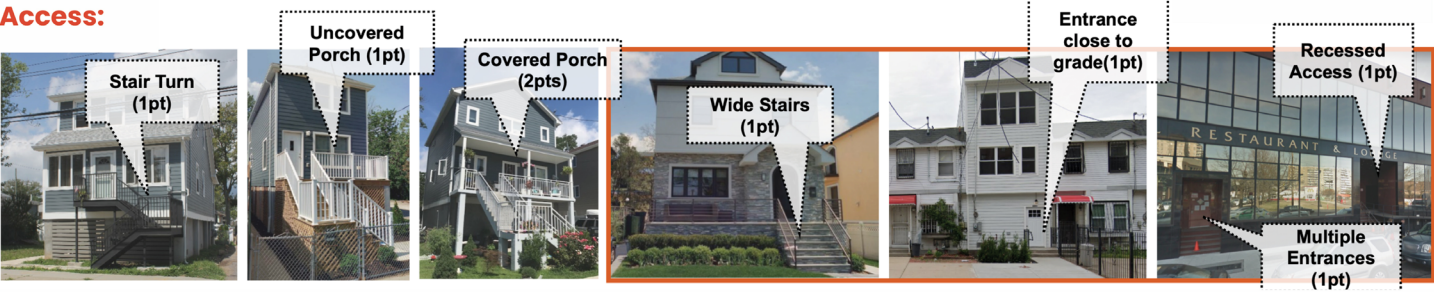 Access:
Stair Turn
(1pt)
Uncovered
Porch (1pt)
Covered Porch
(2pts)
Wide Stairs
(1pt)
Entrance
close to
grade(1pt)
Recessed
Access (1pt)
RESTAURANT & LOUNGE
Multiple
Entrances
(1pt)